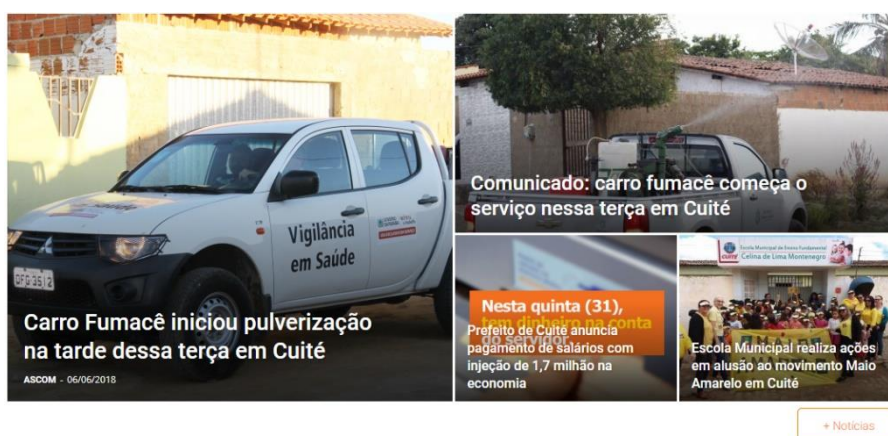 Vigilância
em Saúde
Carro Fumacê iniciou pulverização
na tarde dessa terça em Cuité
ASCOM - 06/06/2018
Comunicado: carro fumacê começa o
serviço nessa terça em Cuité
Nesta quinta (31),
tem dinheiro na conta
do servidor.
Prefeito de Cuité anuncia
pagamento de salários com
injeção de 1,7 milhão na
economia
Escola Municipal de Ensino Fundamental
Celina de Lima Montenegro
Escola Municipal realiza ações
em alusão ao movimento Maio
Amarelo em Cuité
+ Notícias